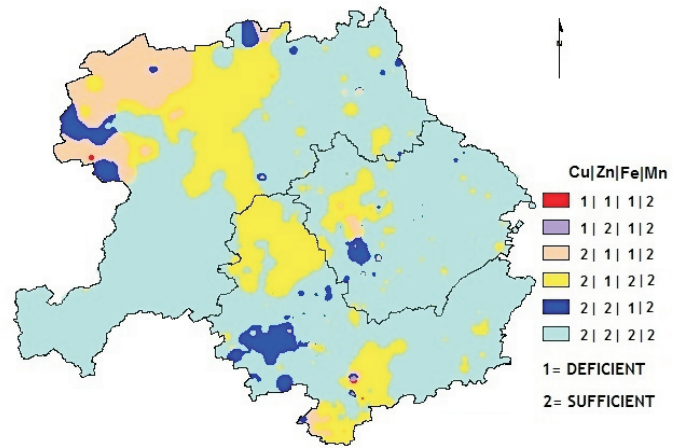 Cu|Zn|Fe|Mn
1| 1| 1|2
1| 2| 1|2
2| 1| 1|2
2| 1| 2|2
2| 2| 1|2
2| 2| 2|2
1= DEFICIENT
2= SUFFICIENT